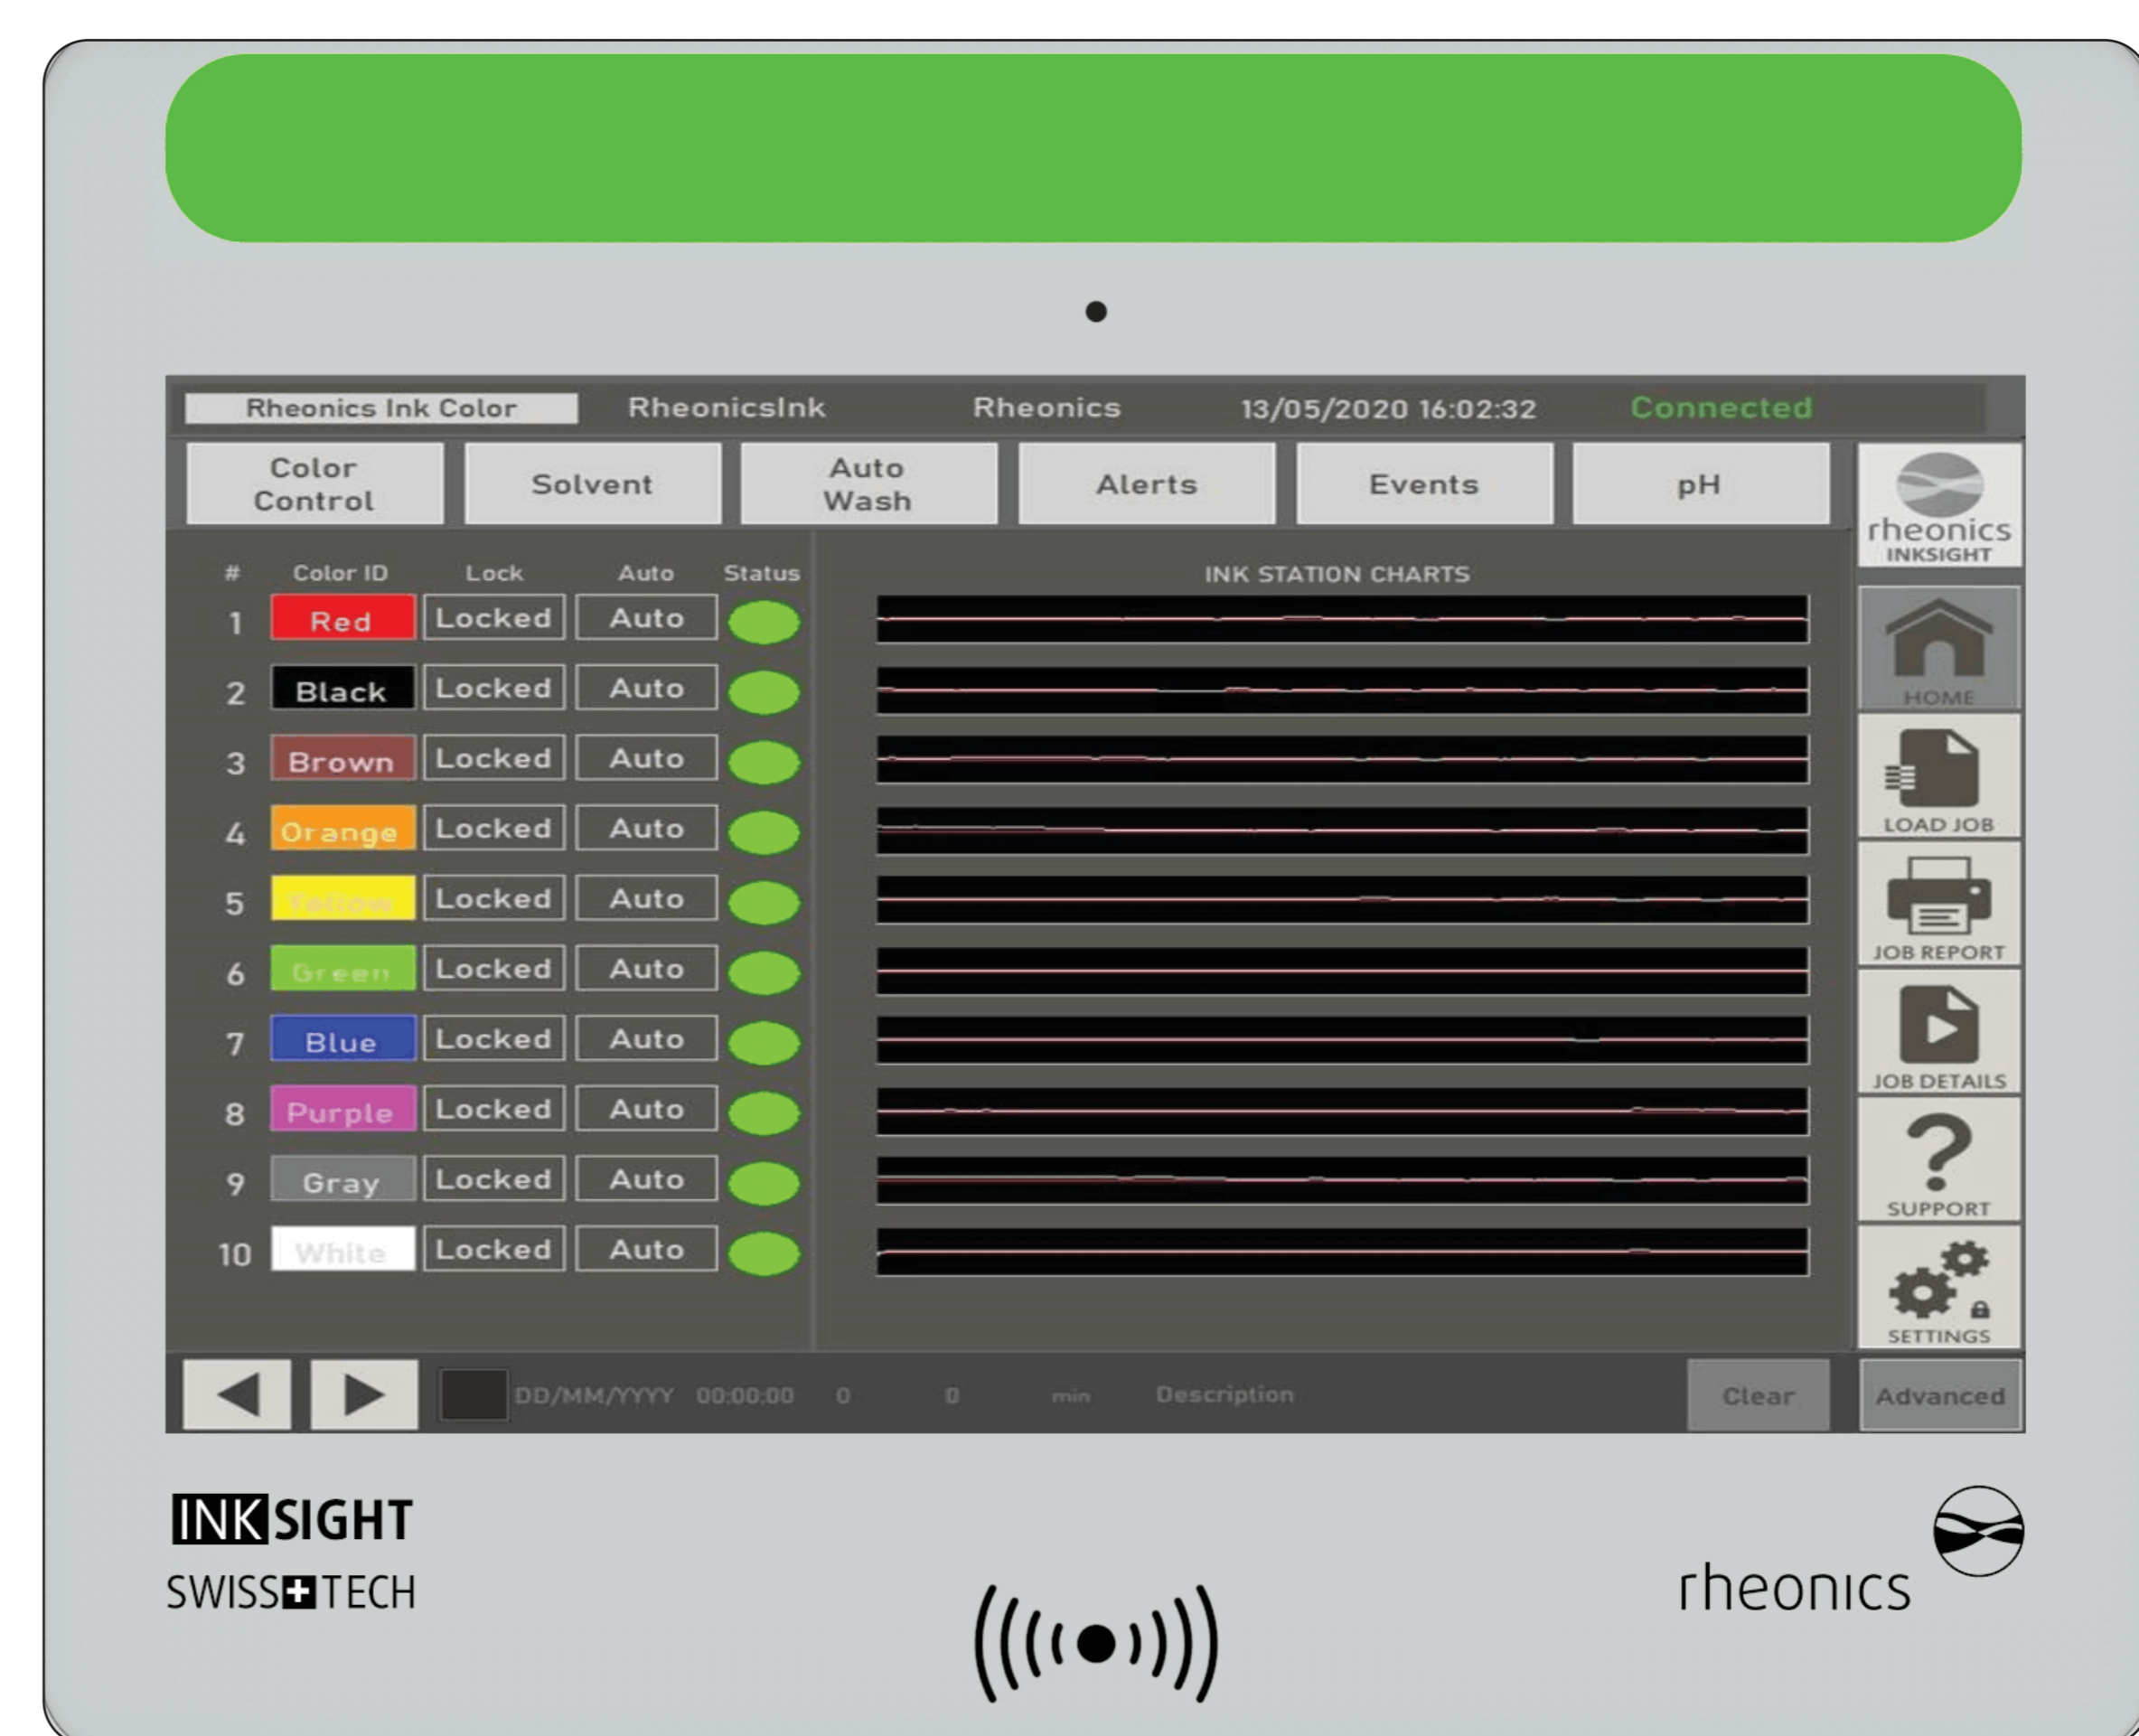 Rheonics Ink Color RheonicsInk Rheonics 13/05/2020 16:02:32 Connected
Color Control Solvent Auto Wash Alerts Events pH
rheonics
INKSIGHT
# Color ID Lock Auto Status INK STATION CHARTS
1 Red Locked Auto
2 Black Locked Auto
3 Brown Locked Auto
4 Orange Locked Auto
5 Yellow Locked Auto
6 Green Locked Auto
7 Blue Locked Auto
8 Purple Locked Auto
9 Gray Locked Auto
10 White Locked Auto
HOME
LOAD JOB
JOB REPORT
JOB DETAILS
SUPPORT
SETTINGS
DD/MM/YYYY 00:00:00 0 0 min Description Clear Advanced
INKSIGHT
SWISS+TECH
rheonics